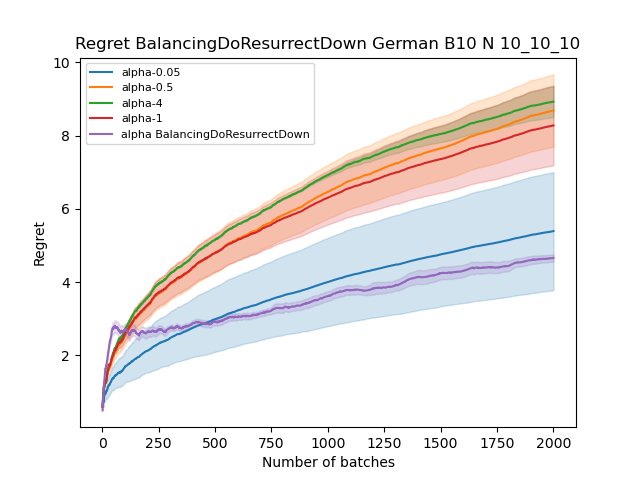 Regret BalancingDoResurrectDown German B10 N 10_10_10
alpha-0.05
alpha-0.5
alpha-4
alpha-1
alpha BalancingDoResurrectDown
10
8
6
4
2
Regret
0 250 500 750 1000 1250 1500 1750 2000
Number of batches